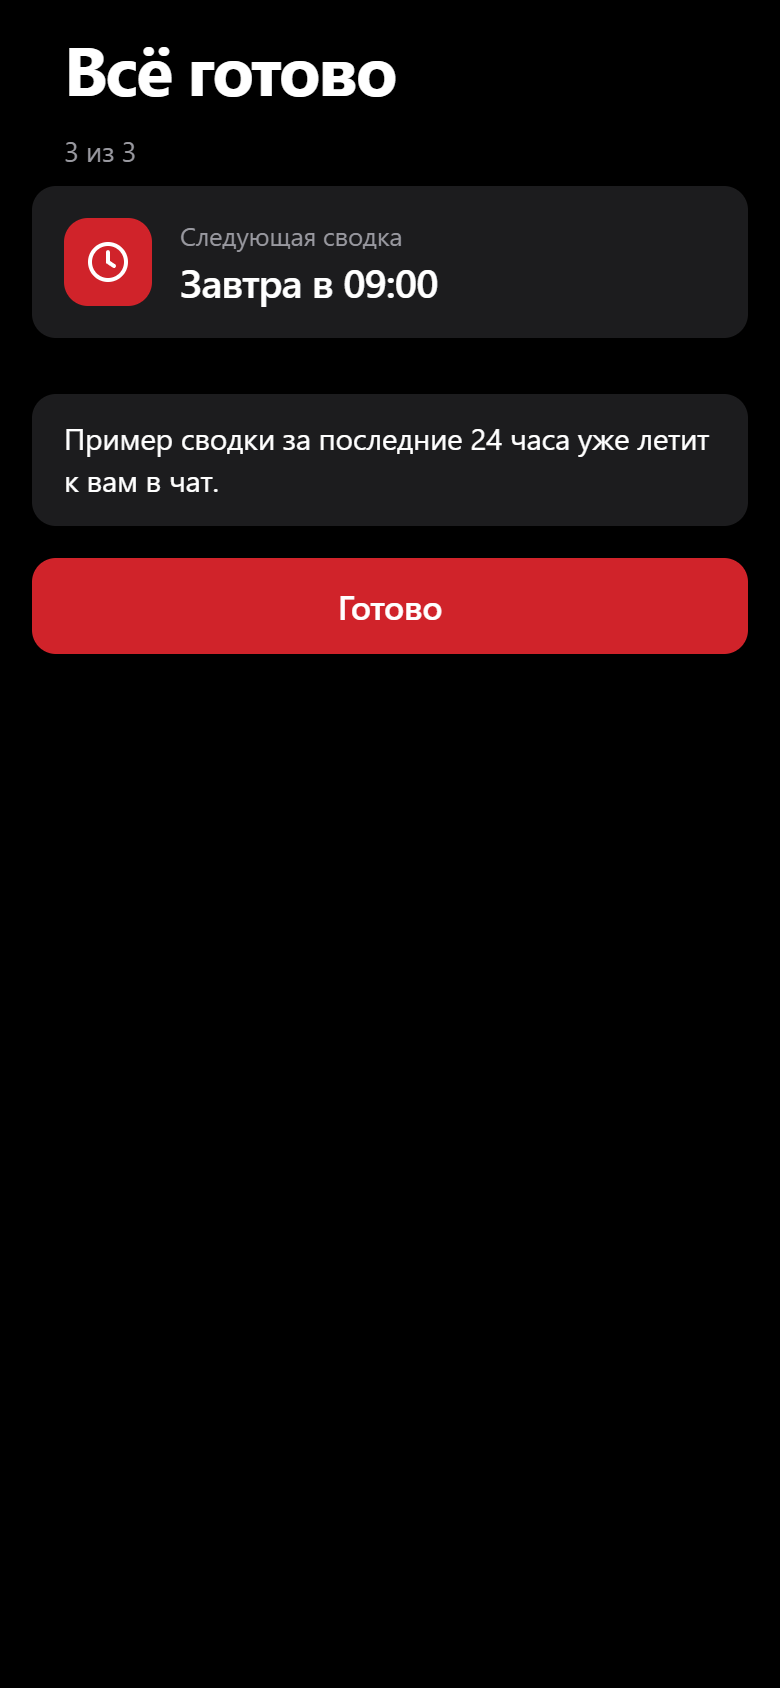 Всё готово
3 из 3
Следующая сводка
Завтра в 09:00
Пример сводки за последние 24 часа уже летит
к вам в чат.
Готово